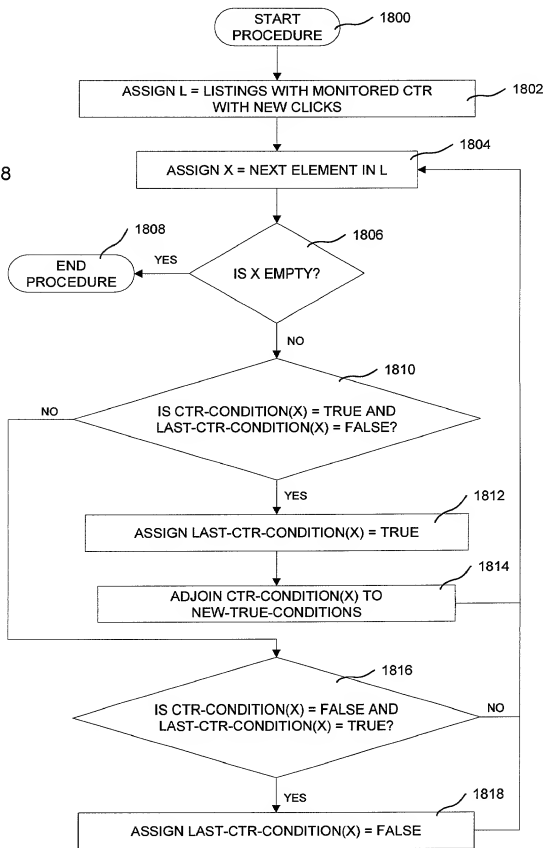 START
PROCEDURE
1800
ASSIGN L = LISTINGS WITH MONITORED CTR
WITH NEW CLICKS
1802
8
1804
ASSIGN X = NEXT ELEMENT IN L
1808
1806
END
PROCEDURE
YES
IS X EMPTY?
NO
1810
NO
IS CTR-CONDITION(X) = TRUE AND
LAST-CTR-CONDITION(X) = FALSE?
YES
1812
ASSIGN LAST-CTR-CONDITION(X) = TRUE
1814
ADJOIN CTR-CONDITION(X) TO
NEW-TRUE-CONDITIONS
1816
IS CTR-CONDITION(X) = FALSE AND
LAST-CTR-CONDITION(X) = TRUE?
NO
YES
1818
ASSIGN LAST-CTR-CONDITION(X) = FALSE